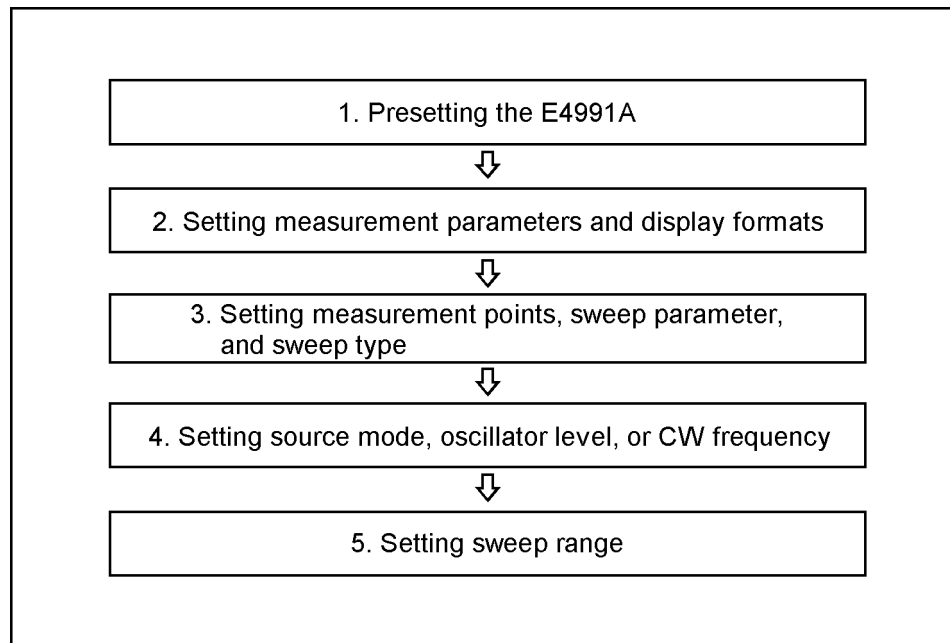 1. Presetting the E4991A
2. Setting measurement parameters and display formats
3. Setting measurement points, sweep parameter,
and sweep type
4. Setting source mode, oscillator level, or CW frequency
5. Setting sweep range